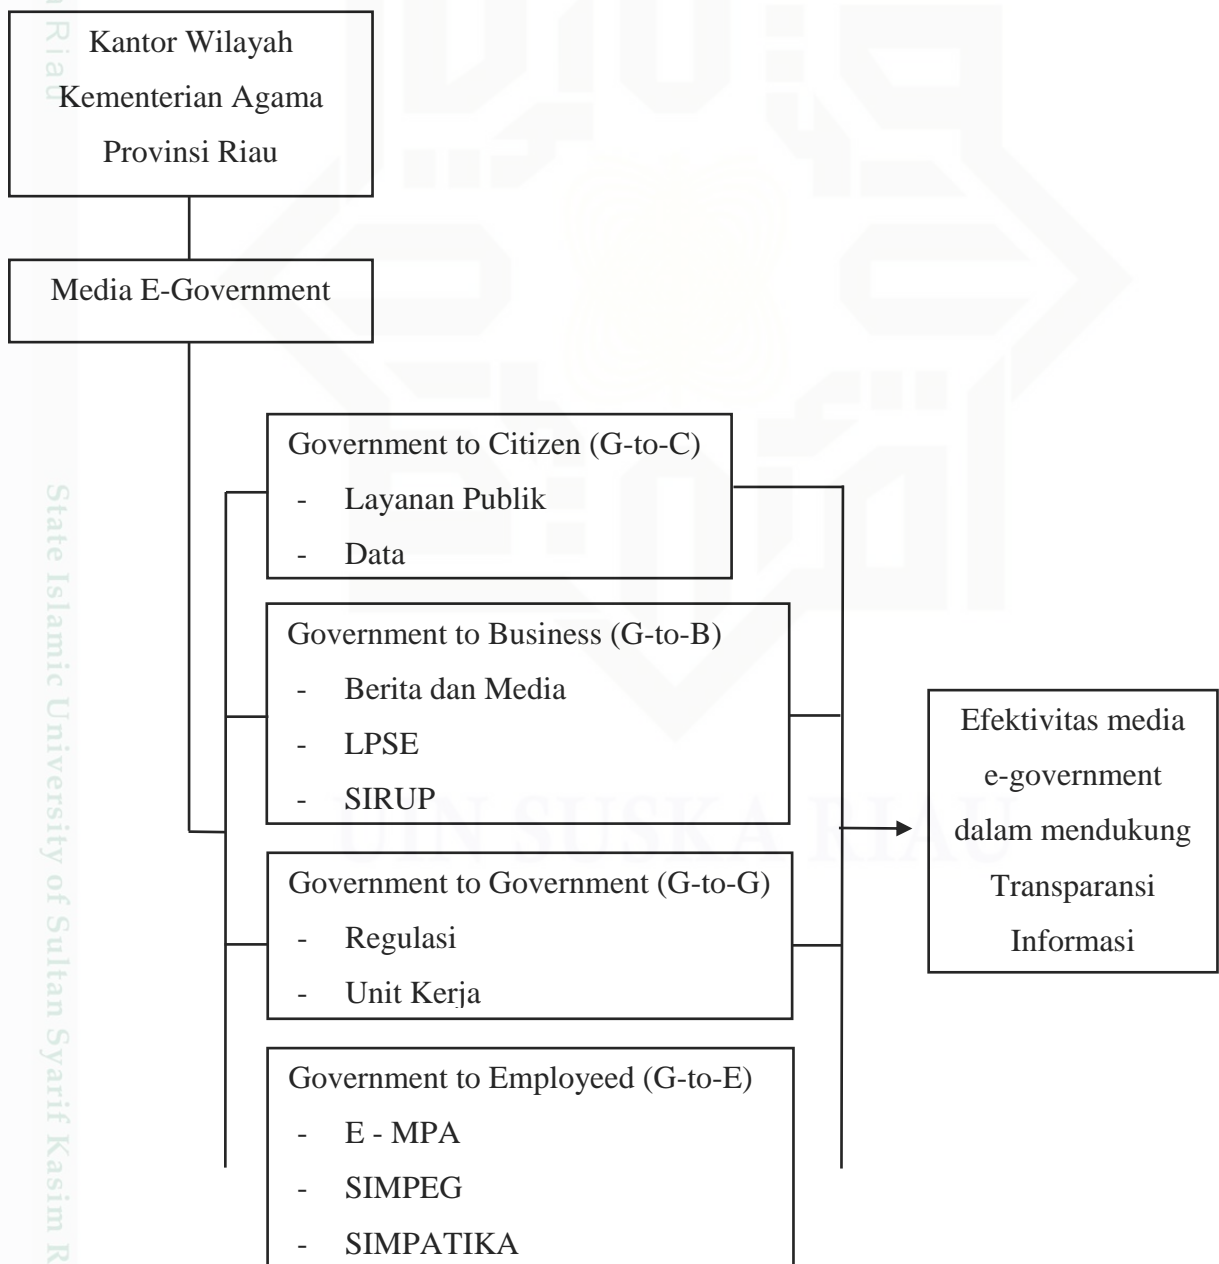 n Riau
Kantor Wilayah
Kementerian Agama
Provinsi Riau
Media E-Government
Government to Citizen (G-to-C)
- Layanan Publik
- Data
Government to Business (G-to-B)
- Berita dan Media
- LPSE
- SIRUP
Government to Government (G-to-G)
- Regulasi
- Unit Kerja
Government to Employeed (G-to-E)
- E - MPA
- SIMPEG
- SIMPATIKA
Efektivitas media
e-government
dalam mendukung
Transparansi
Informasi
UIN SUSKA RIAU
State Islamic University of Sultan Syarif Kasim R